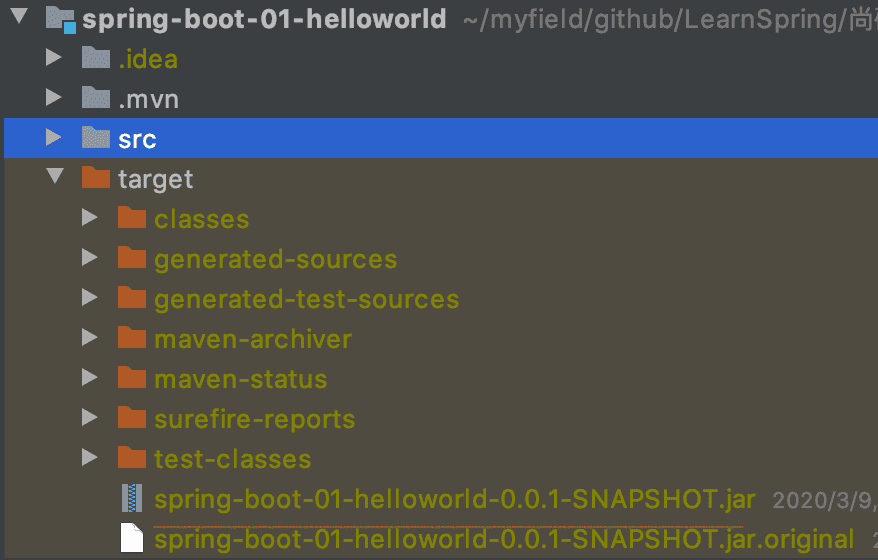 spring-boot-01-helloworld ~/myfield/github/LearnSpring/尚
.idea
.mvn
src
target
classes
generated-sources
generated-test-sources
maven-archiver
maven-status
surefire-reports
test-classes
spring-boot-01-helloworld-0.0.1-SNAPSHOT.jar 2020/3/9,
spring-boot-01-helloworld-0.0.1-SNAPSHOT.jar.original